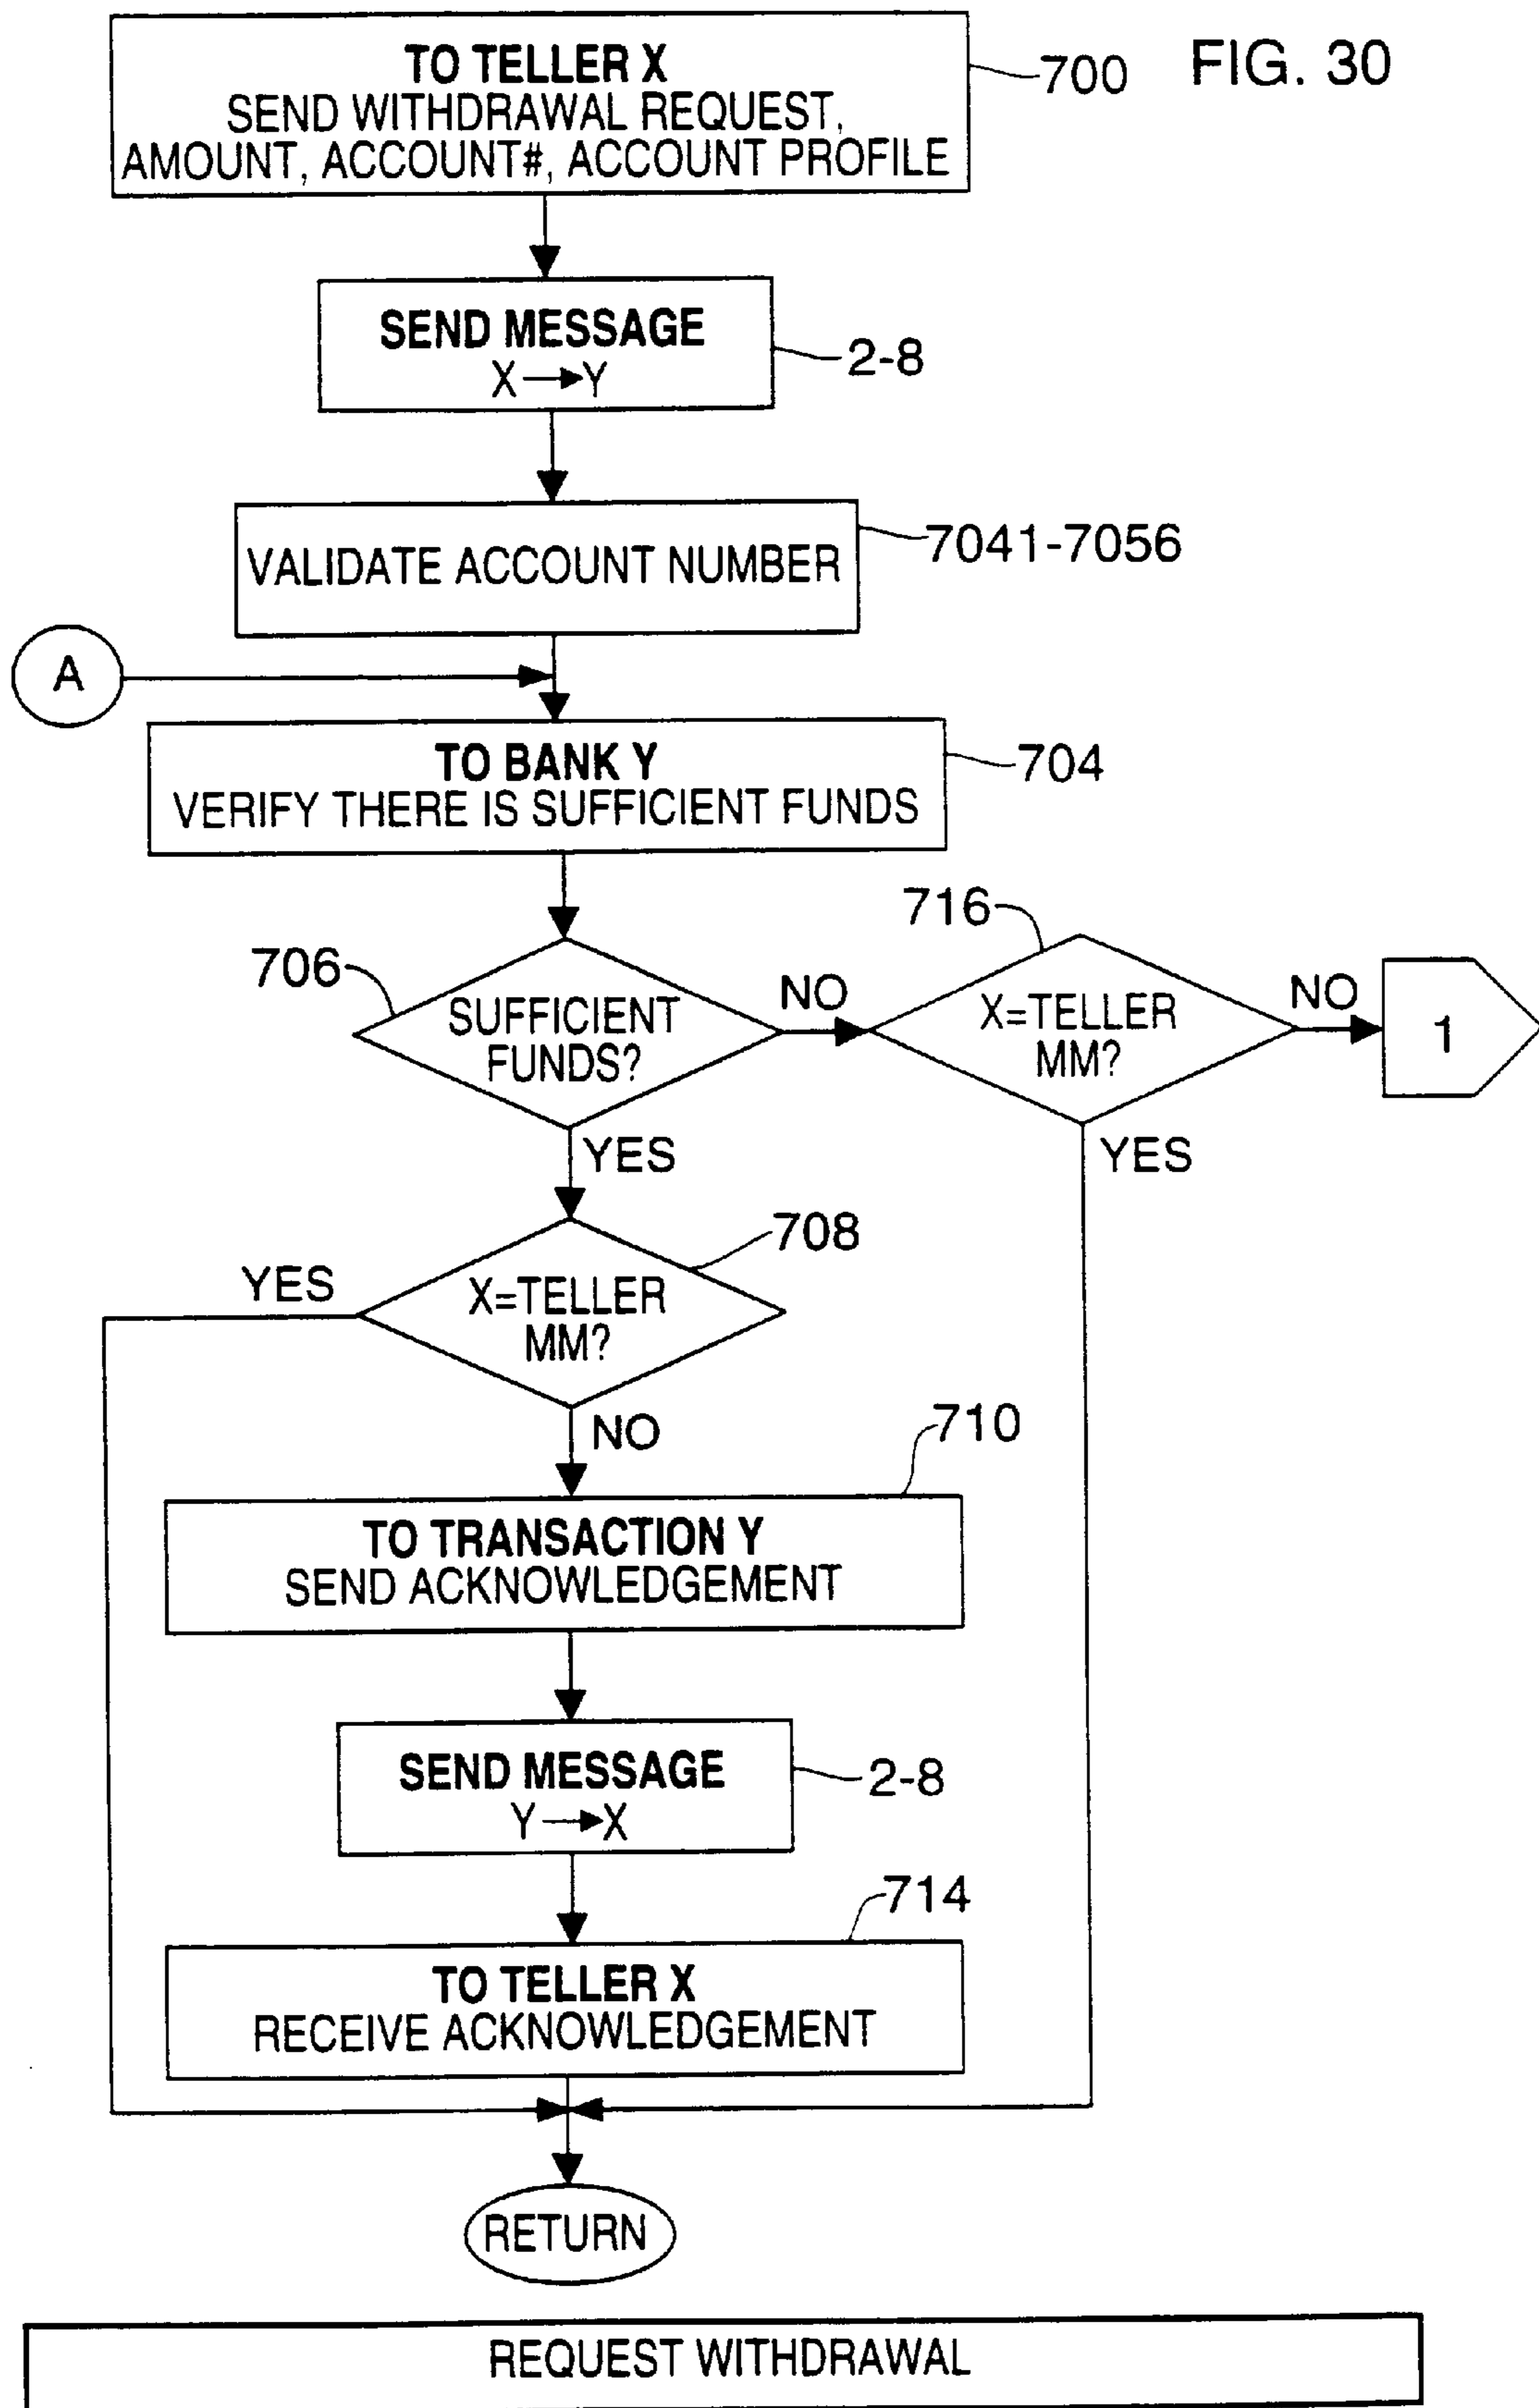 TO TELLER X
SEND WITHDRAWAL REQUEST,
AMOUNT, ACCOUNT#, ACCOUNT PROFILE
700
FIG. 30
SEND MESSAGE
X → Y
2-8
VALIDATE ACCOUNT NUMBER
7041-7056
A
TO BANK Y
VERIFY THERE IS SUFFICIENT FUNDS
704
706
SUFFICIENT
FUNDS?
NO
716
X=TELLER
MM?
NO
1
YES
YES
708
YES
X=TELLER
MM?
NO
710
TO TRANSACTION Y
SEND ACKNOWLEDGEMENT
SEND MESSAGE
Y → X
2-8
714
TO TELLER X
RECEIVE ACKNOWLEDGEMENT
RETURN
REQUEST WITHDRAWAL